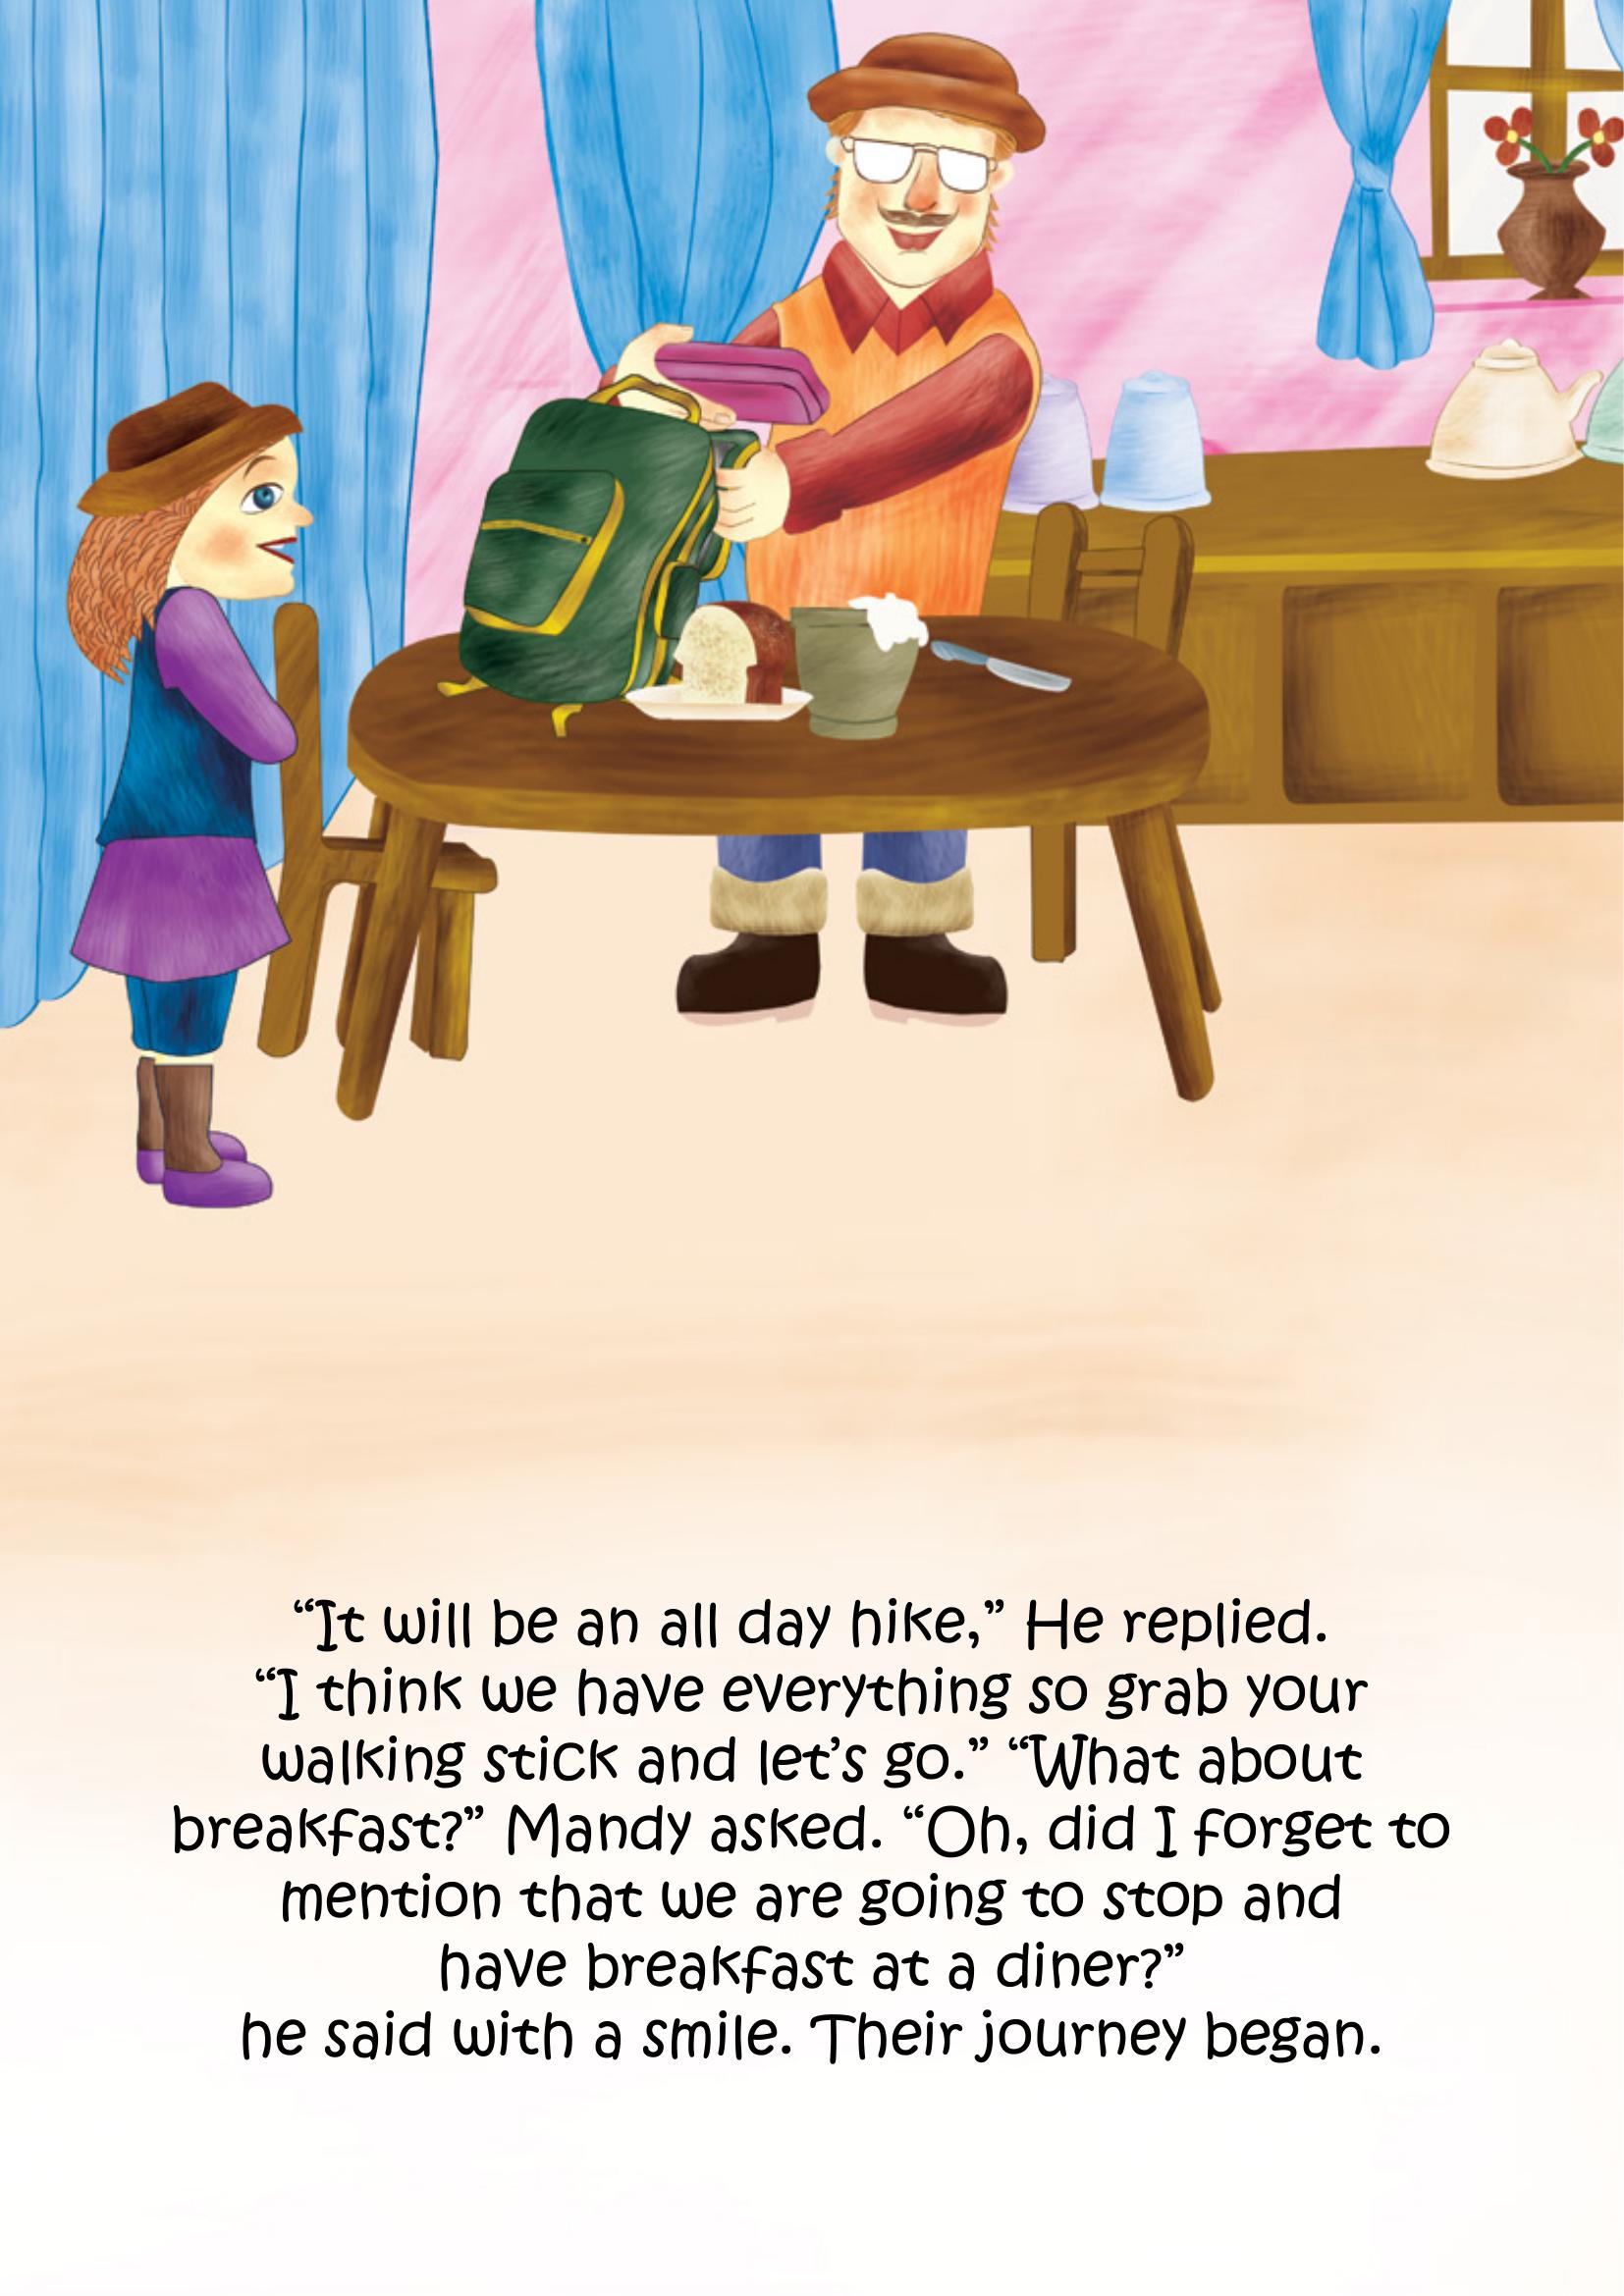 “It will be an all day hike,” He replied.
“I think we have everything so grab your
walking stick and let’s go.” “What about
breakfast?” Mandy asked. “Oh, did I forget to
mention that we are going to stop and
have breakfast at a diner?”
he said with a smile. Their journey began.